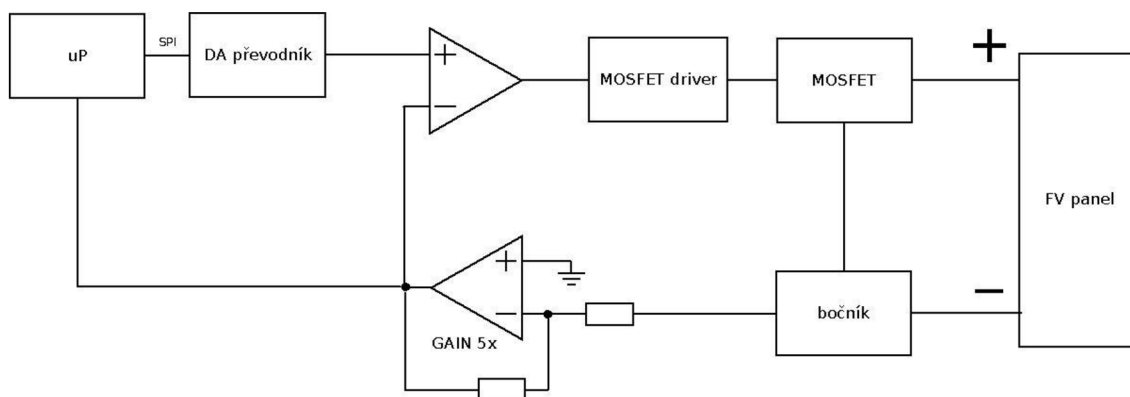 uP
SPI
DA převodník
MOSFET driver
MOSFET
FV panel
bočník
GAIN 5x